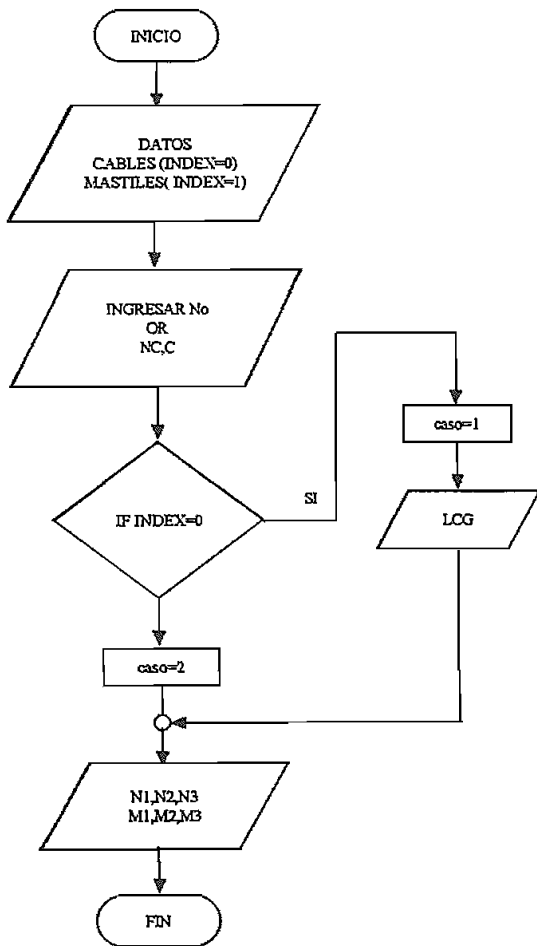 INICIO
DATOS
CABLES (INDEX=0)
MASTILES( INDEX=1)
INGRESAR No
OR
NC,C
IF INDEX=0
SI
caso=1
LCG
caso=2
N1,N2,N3
M1,M2,M3
FIN